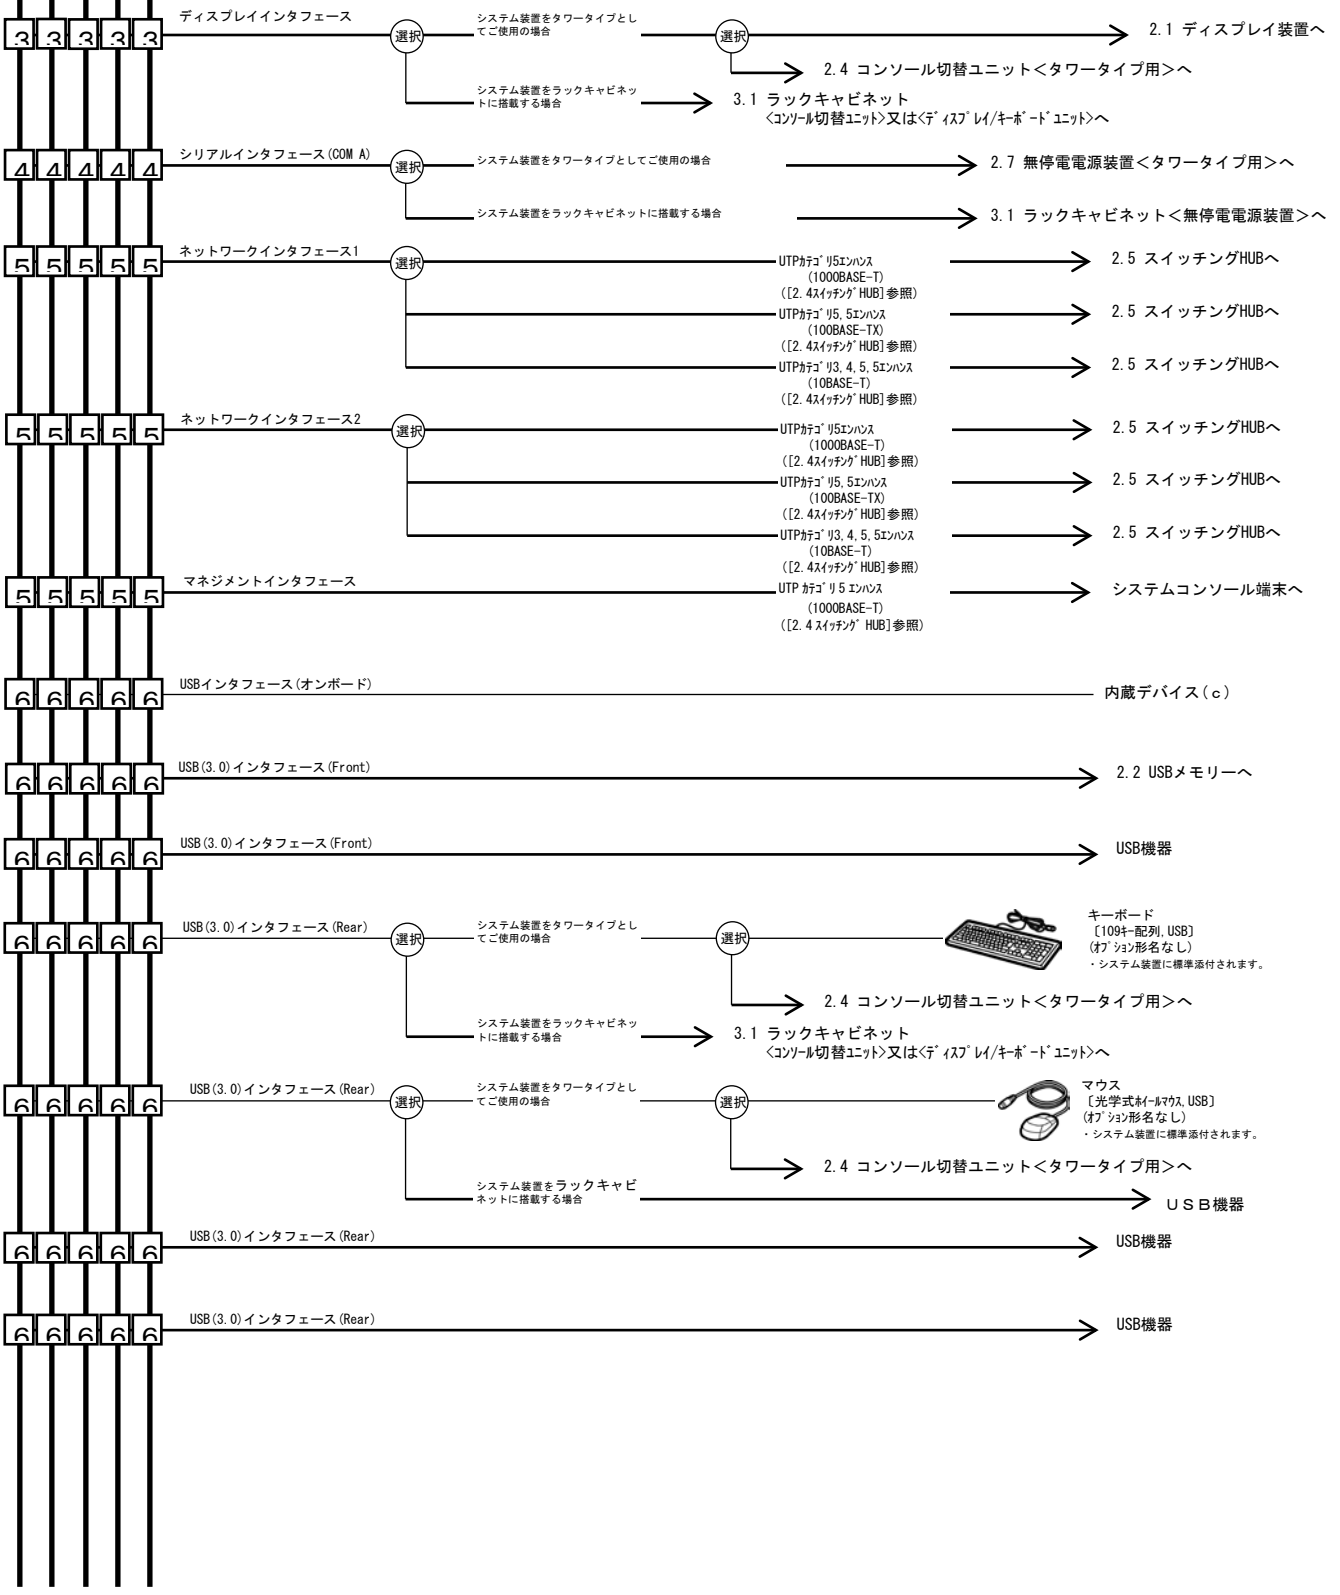 3 3 3 3 3
ディスプレイインタフェース
選択
システム装置をタワータイプとし
てご使用の場合
選択
2.1 ディスプレイ装置へ
2.4 コンソール切替ユニット<タワータイプ用>へ
システム装置をラックキャビネッ
トに搭載する場合
3.1 ラックキャビネット
<コンソール切替ユニット>又は<ディスプレイ/キーボードユニット>へ
4 4 4 4 4
シリアルインタフェース(COM A)
選択
システム装置をタワータイプとしてご使用の場合
2.7 無停電電源装置<タワータイプ用>へ
システム装置をラックキャビネットに搭載する場合
3.1 ラックキャビネット<無停電電源装置>へ
5 5 5 5 5
ネットワークインタフェース1
選択
UTPカテゴリ5エンハンス
(1000BASE-T)
([2.4スイッチングHUB]参照)
2.5 スイッチングHUBへ
UTPカテゴリ5,5エンハンス
(100BASE-TX)
([2.4スイッチングHUB]参照)
2.5 スイッチングHUBへ
UTPカテゴリ3,4,5,5エンハンス
(10BASE-T)
([2.4スイッチングHUB]参照)
2.5 スイッチングHUBへ
5 5 5 5 5
ネットワークインタフェース2
選択
UTPカテゴリ5エンハンス
(1000BASE-T)
([2.4スイッチングHUB]参照)
2.5 スイッチングHUBへ
UTPカテゴリ5,5エンハンス
(100BASE-TX)
([2.4スイッチングHUB]参照)
2.5 スイッチングHUBへ
UTPカテゴリ3,4,5,5エンハンス
(10BASE-T)
([2.4スイッチングHUB]参照)
2.5 スイッチングHUBへ
5 5 5 5 5
マネジメントインタフェース
UTP カテゴリ 5 エンハンス
(1000BASE-T)
([2.4 スイッチング HUB]参照)
システムコンソール端末へ
6 6 6 6 6
USBインタフェース(オンボード)
内蔵デバイス(c)
6 6 6 6 6
USB(3.0)インタフェース(Front)
2.2 USBメモリーへ
6 6 6 6 6
USB(3.0)インタフェース(Front)
USB機器
6 6 6 6 6
USB(3.0)インタフェース(Rear)
選択
システム装置をタワータイプとし
てご使用の場合
選択
キーボード
〔109キー配列,USB〕
(オプション形名なし)
・システム装置に標準添付されます。
2.4 コンソール切替ユニット<タワータイプ用>へ
システム装置をラックキャビネッ
トに搭載する場合
3.1 ラックキャビネット
<コンソール切替ユニット>又は<ディスプレイ/キーボードユニット>へ
6 6 6 6 6
USB(3.0)インタフェース(Rear)
選択
システム装置をタワータイプとし
てご使用の場合
選択
マウス
〔光学式ホイールマウス,USB〕
(オプション形名なし)
・システム装置に標準添付されます。
2.4 コンソール切替ユニット<タワータイプ用>へ
システム装置をラックキャビ
ネットに搭載する場合
USB機器
6 6 6 6 6
USB(3.0)インタフェース(Rear)
USB機器
6 6 6 6 6
USB(3.0)インタフェース(Rear)
USB機器